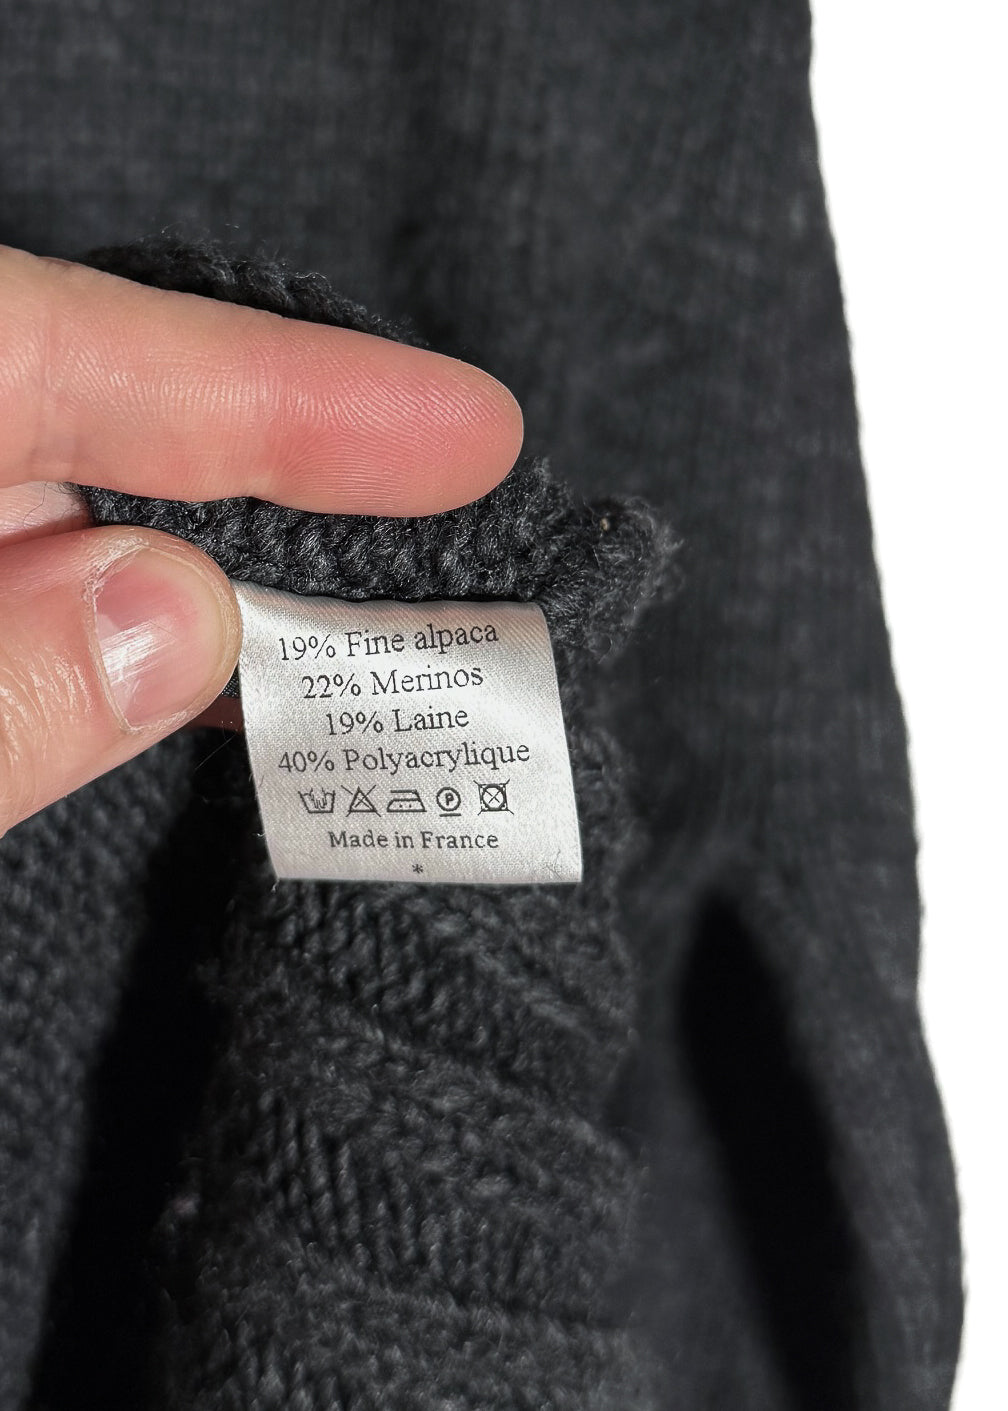 19% Fine alpaca
22% Merinos
19% Laine
40% Polyacrylique
P
Made in France
*